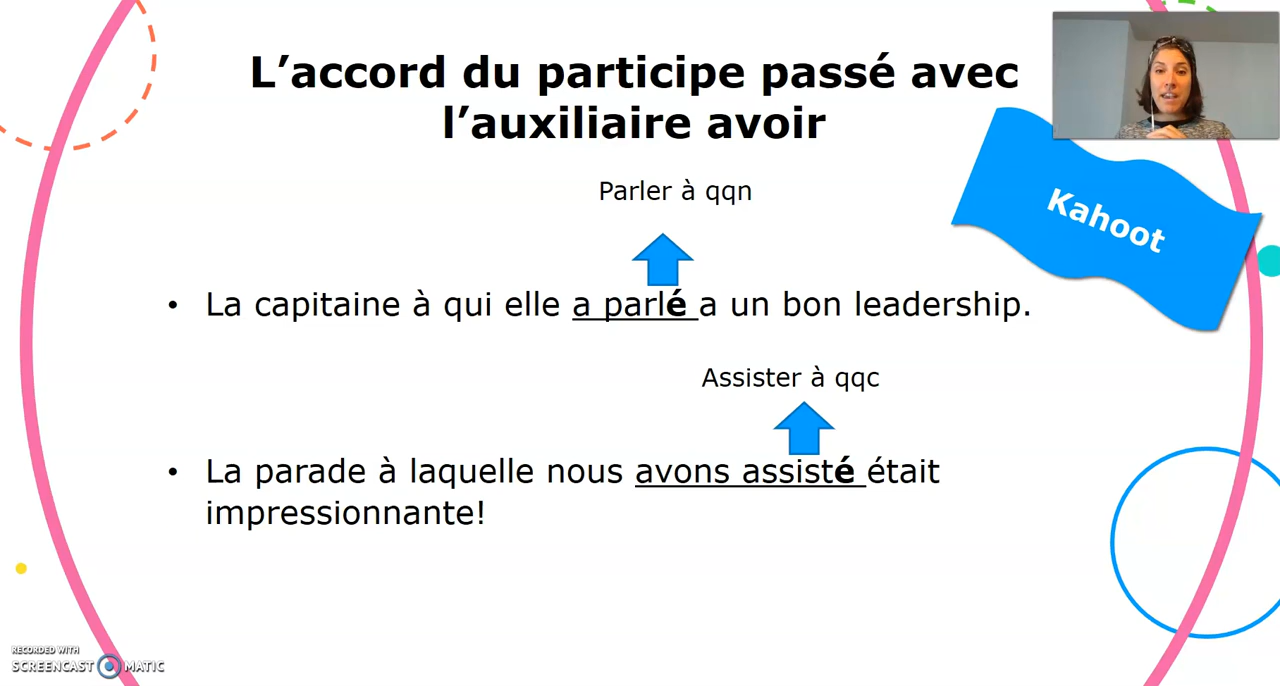 L’accord du participe passé avec
l’auxiliaire avoir
Parler à qqn
Kahoot
• La capitaine à qui elle a parlé a un bon leadership.
Assister à qqc
• La parade à laquelle nous avons assisté était
impressionnante!
RECORDED WITH
SCREENCAST MATIC